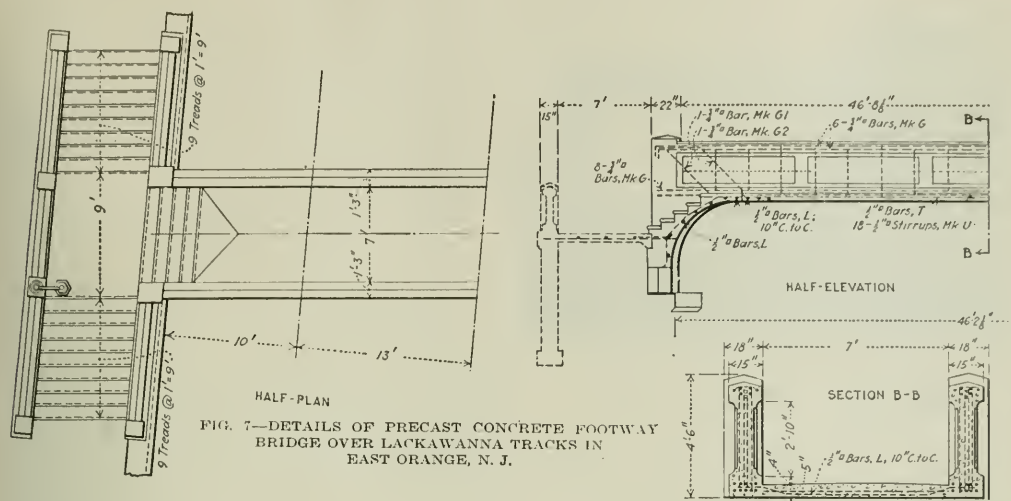 9 Treads @ 1'= 9'
9'
1'-3"
7'
1'-3"
10'
13'
9 Treads @ 1'= 9'
HALF-PLAN
15"
7'
22"
46'-8½"
1-¾"□ Bar, Mk G1
1-¾"□ Bar, Mk. G2
6-¾"□ Bars, Mk G
B
8-¾"□
Bars, Mk G
½"□ Bars, L;
10"C. to C.
½"□ Bars, T
18-½"□ Stirrups, Mk U
½"□ Bars, L
B
HALF-ELEVATION
18"
7'
18"
15"
15"
SECTION B-B
4'-6"
2'-10"
4"
5"
½"□ Bars, L, 10"C. to C.
FIG. 7—DETAILS OF PRECAST CONCRETE FOOTWAY
BRIDGE OVER LACKAWANNA TRACKS IN
EAST ORANGE, N. J.